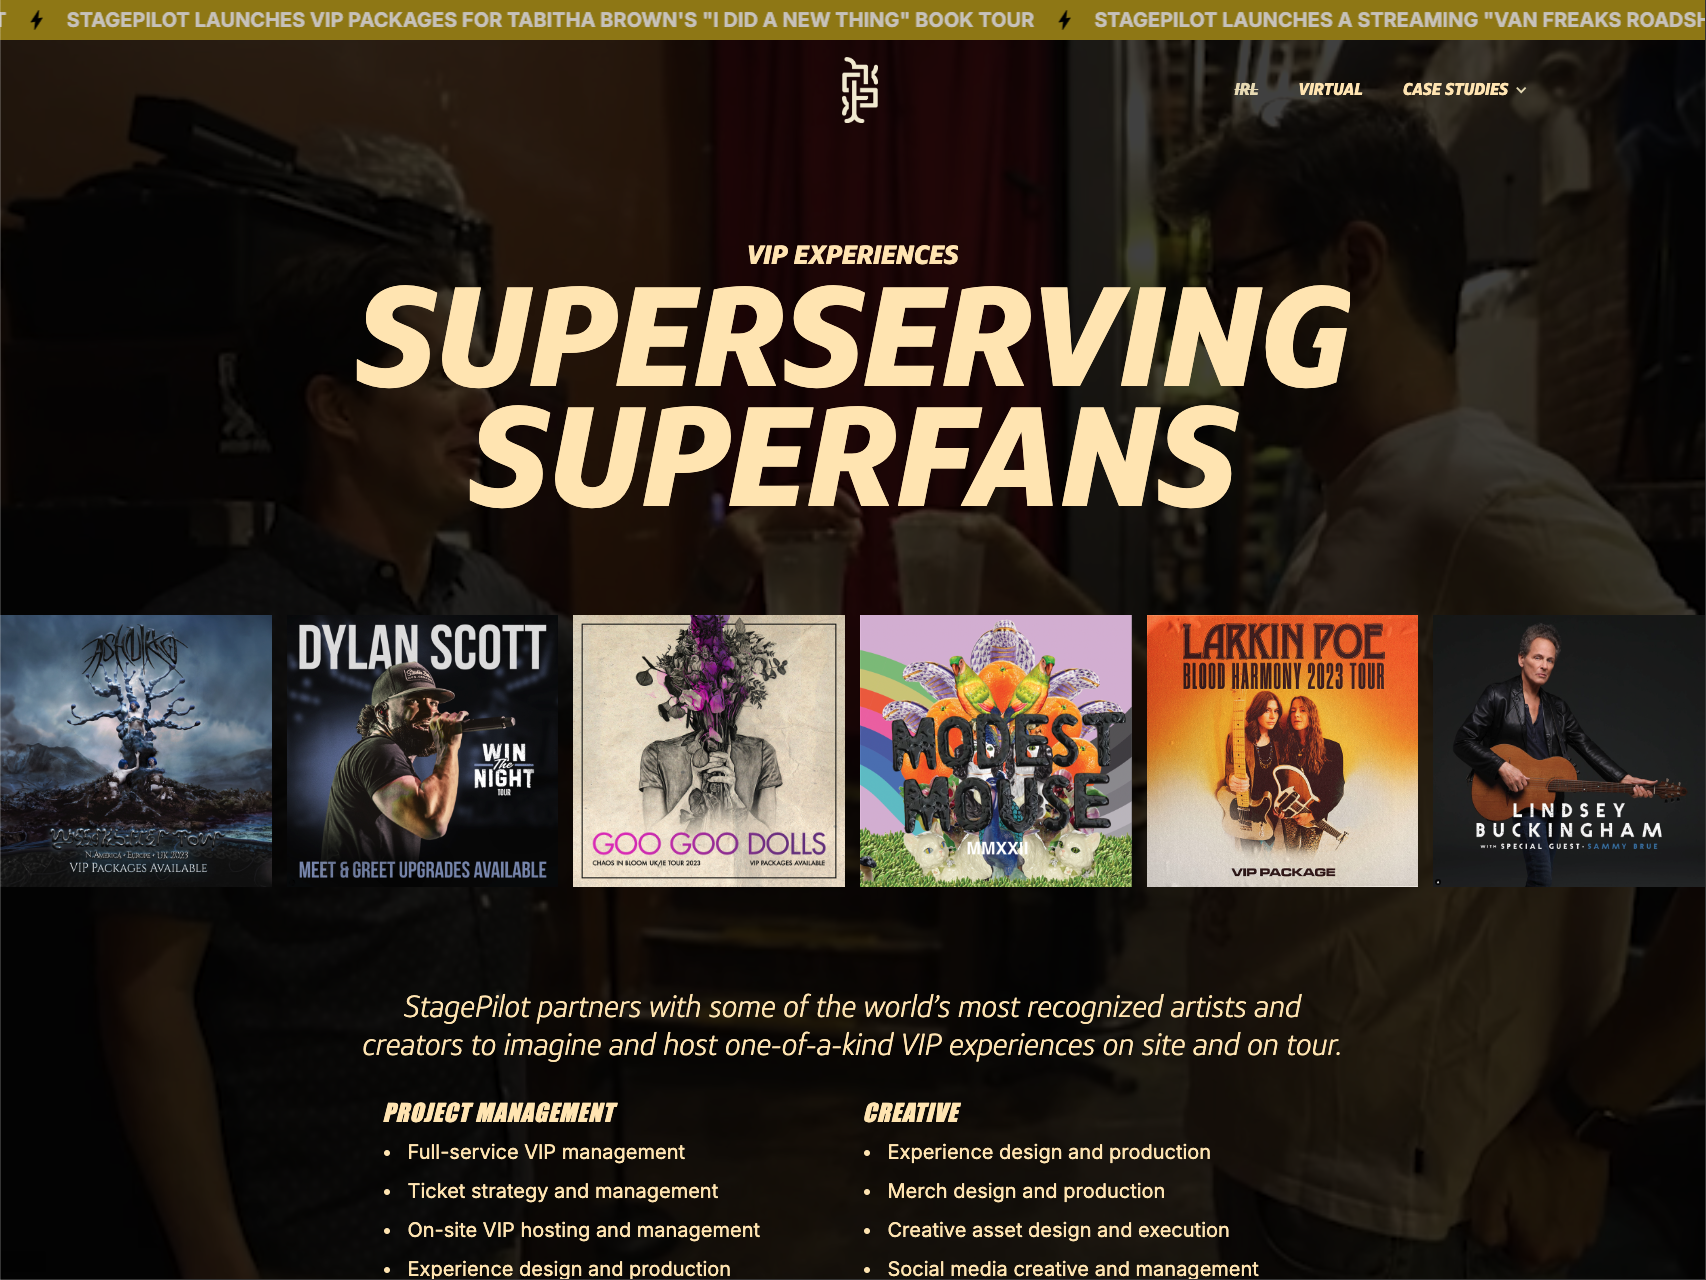 STAGEPILOT LAUNCHES VIP PACKAGES FOR TABITHA BROWN'S "I DID A NEW THING" BOOK TOUR
STAGEPILOT LAUNCHES A STREAMING "VAN FREAKS
IRL VIRTUAL CASE STUDIES
VIP EXPERIENCES
SUPERSERVING
SUPERFANS
N.AMERICA • EUROPE • UK 2023
VIP PACKAGES AVAILABLE
DYLAN SCOTT
WIN
The
NIGHT
TOUR
MEET & GREET UPGRADES AVAILABLE
GOO GOO DOLLS
CHAOS IN BLOOM UK/IE TOUR 2023 VIP PACKAGES AVAILABLE
MODEST
MOUSE
MMXXII
LARKIN POE
BLOOD HARMONY 2023 TOUR
VIP PACKAGE
LINDSEY
BUCKINGHAM
WITH SPECIAL GUEST• SAMMY BRUE
StagePilot partners with some of the world’s most recognized artists and
creators to imagine and host one-of-a-kind VIP experiences on site and on tour.
PROJECT MANAGEMENT
• Full-service VIP management
• Ticket strategy and management
• On-site VIP hosting and management
• Experience design and production
CREATIVE
• Experience design and production
• Merch design and production
• Creative asset design and execution
• Social media creative and management